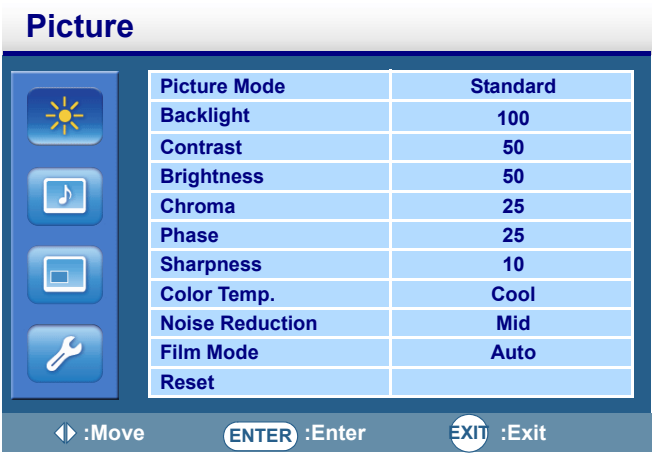 Picture
Picture Mode Standard
Backlight 100
Contrast 50
Brightness 50
Chroma 25
Phase 25
Sharpness 10
Color Temp. Cool
Noise Reduction Mid
Film Mode Auto
Reset
:Move ENTER :Enter EXIT :Exit